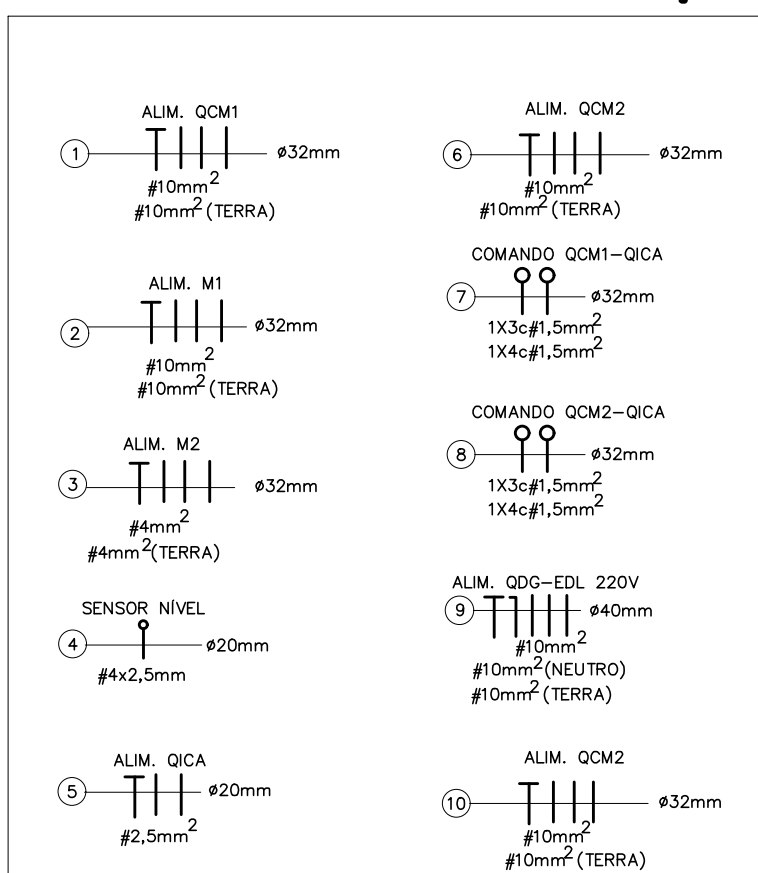 ALIM. QCM1
1 ø32mm
#10mm²
#10mm² (TERRA)
ALIM. M1
2 ø32mm
#10mm²
#10mm² (TERRA)
ALIM. M2
3 ø32mm
#4mm²
#4mm² (TERRA)
SENSOR NÍVEL
4 ø20mm
#4x2,5mm
ALIM. QICA
5 ø20mm
#2,5mm²
ALIM. QCM2
6 ø32mm
#10mm²
#10mm² (TERRA)
COMANDO QCM1-QICA
7 ø32mm
1X3c#1,5mm²
1X4c#1,5mm²
COMANDO QCM2-QICA
8 ø32mm
1X3c#1,5mm²
1X4c#1,5mm²
ALIM. QDG-EDL 220V
9 ø40mm
#10mm²
#10mm² (NEUTRO)
#10mm² (TERRA)
ALIM. QCM2
10 ø32mm
#10mm²
#10mm² (TERRA)